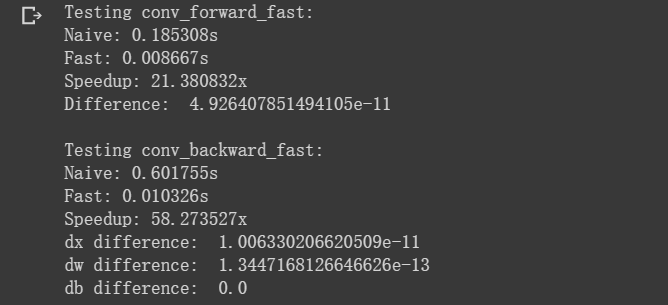 Testing conv_forward_fast:
Naive: 0.185308s
Fast: 0.008667s
Speedup: 21.380832x
Difference:  4.926407851494105e-11

Testing conv_backward_fast:
Naive: 0.601755s
Fast: 0.010326s
Speedup: 58.273527x
dx difference:  1.006330206620509e-11
dw difference:  1.3447168126646626e-13
db difference:  0.0